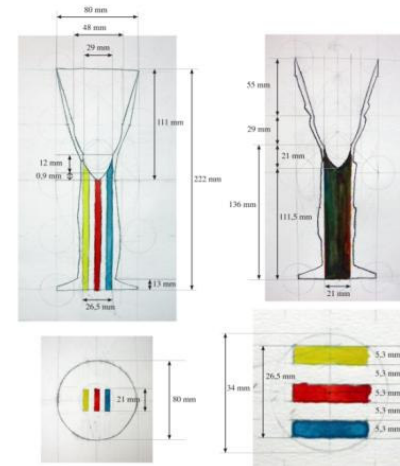 80 mm
48 mm
29 mm
111 mm
12 mm
0,9 mm
222 mm
13 mm
26,5 mm
55 mm
29 mm
21 mm
136 mm
111,5 mm
21 mm
21 mm
80 mm
34 mm
26,5 mm
5,3 mm
5,3 mm
5,3 mm
5,3 mm
5,3 mm